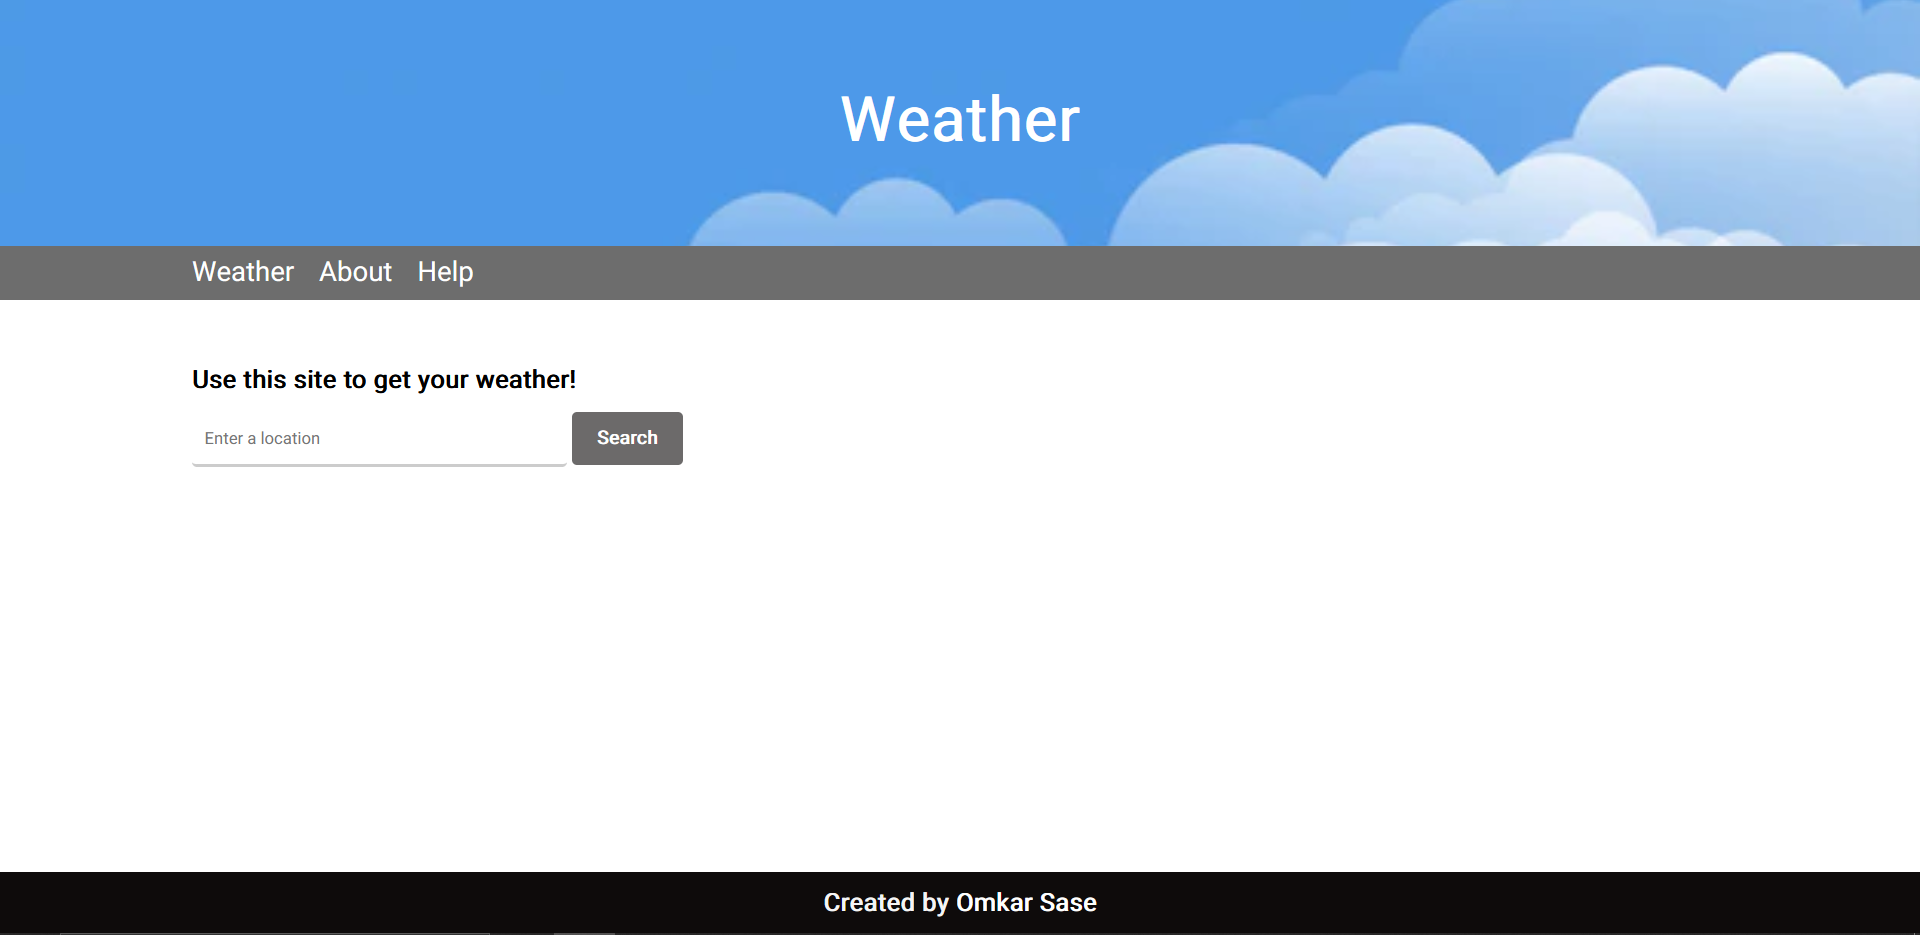 Weather
Weather About Help
Use this site to get your weather!
Enter a location Search
Created by Omkar Sase